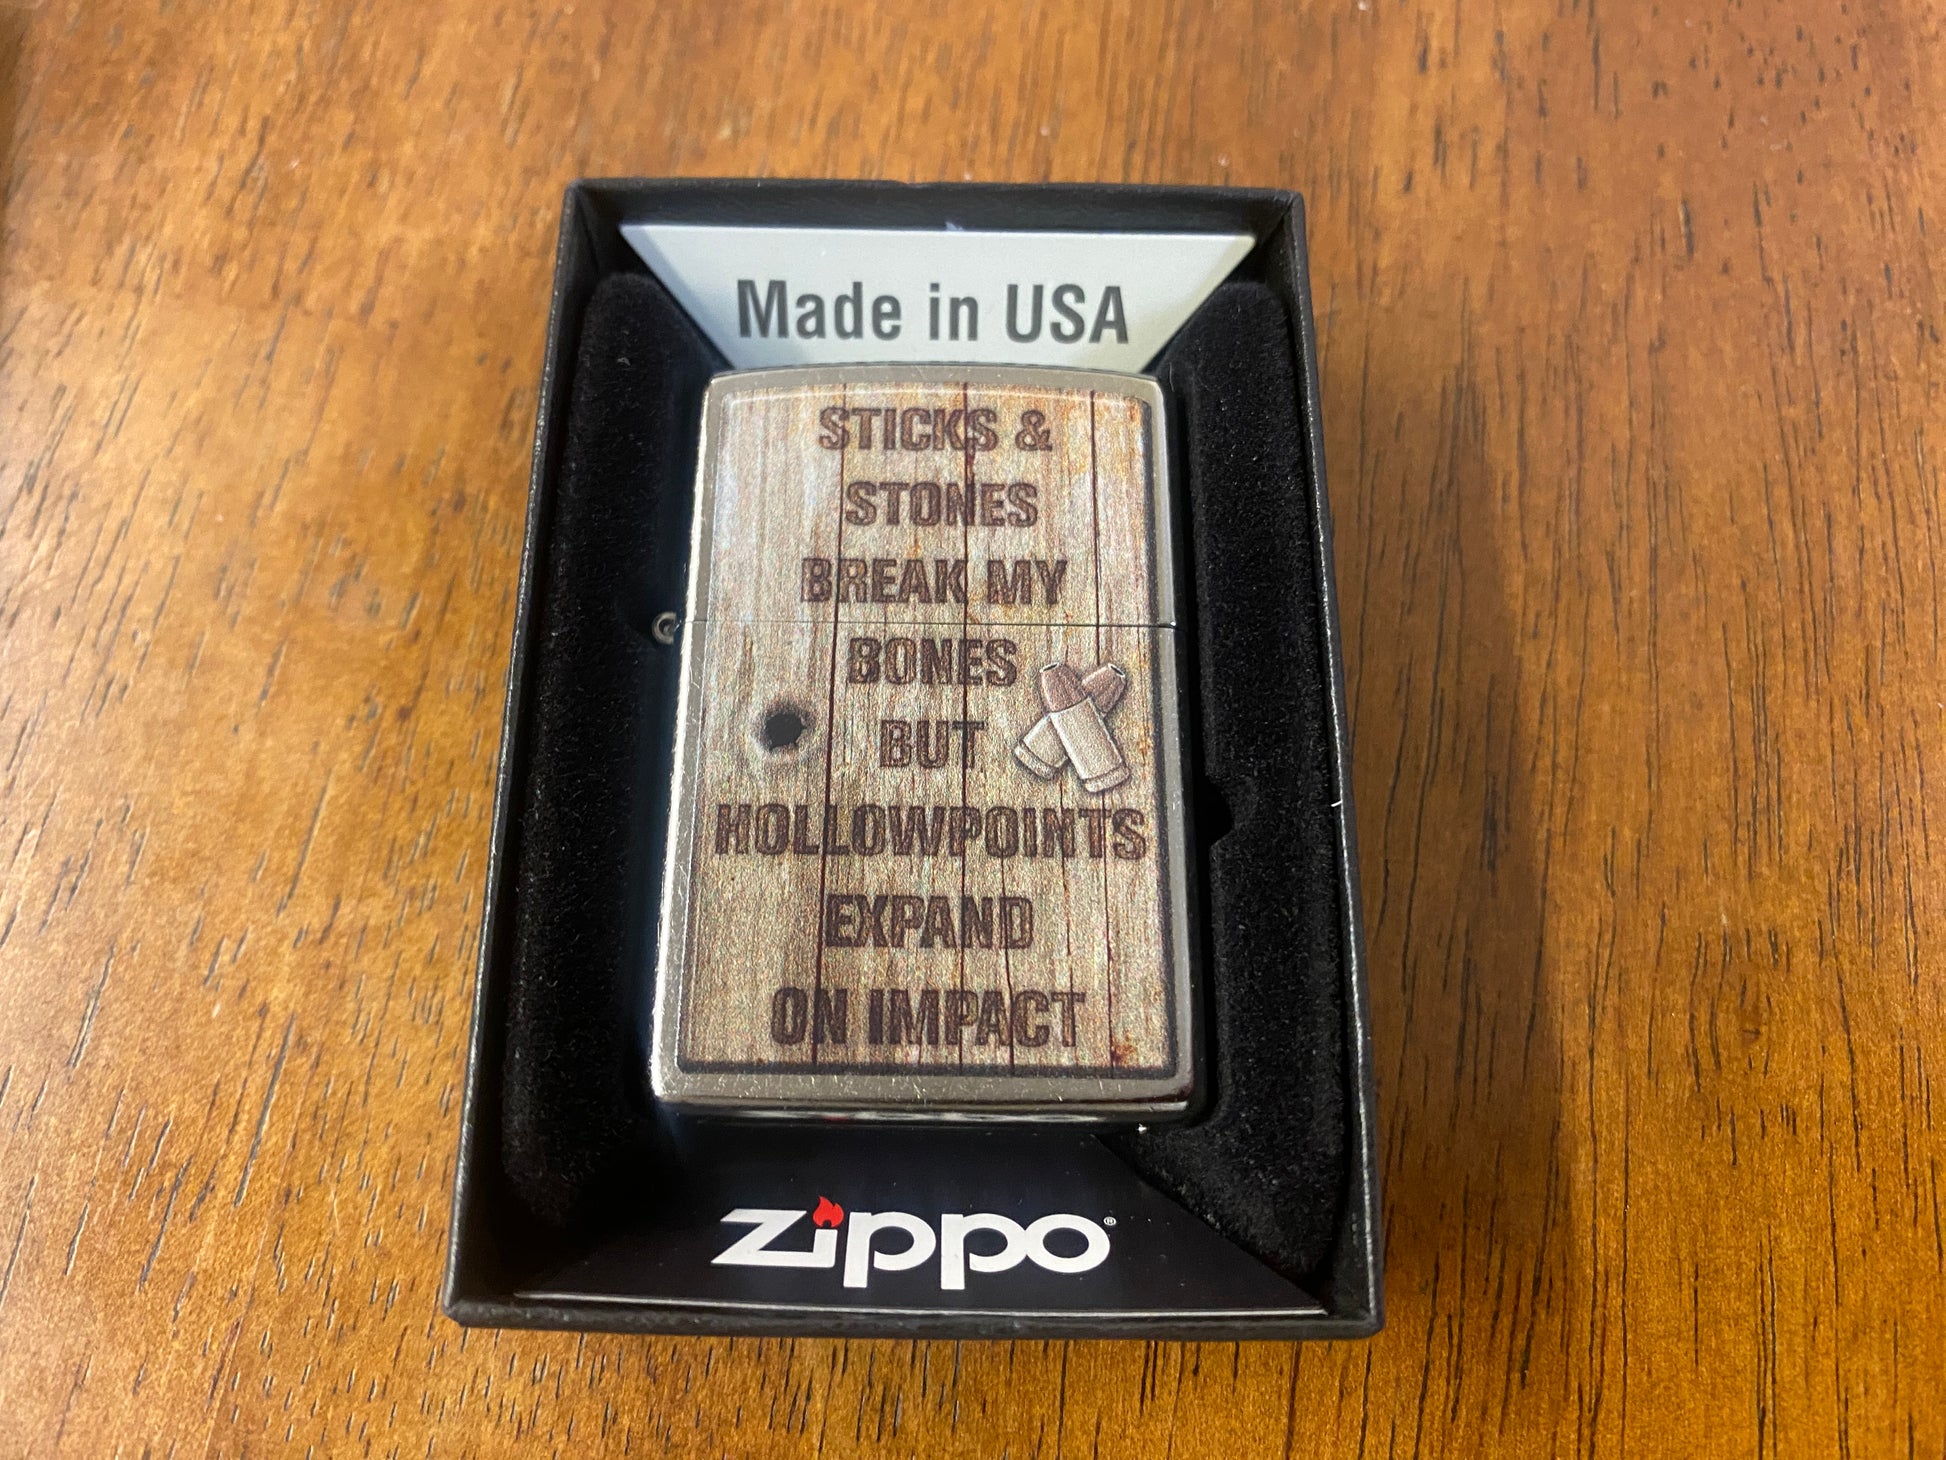 Made in USA
STICKS &
STONES
BREAK MY
BONES
BUT
HOLLOWPOINTS
EXPAND
ON IMPACT
zippo®